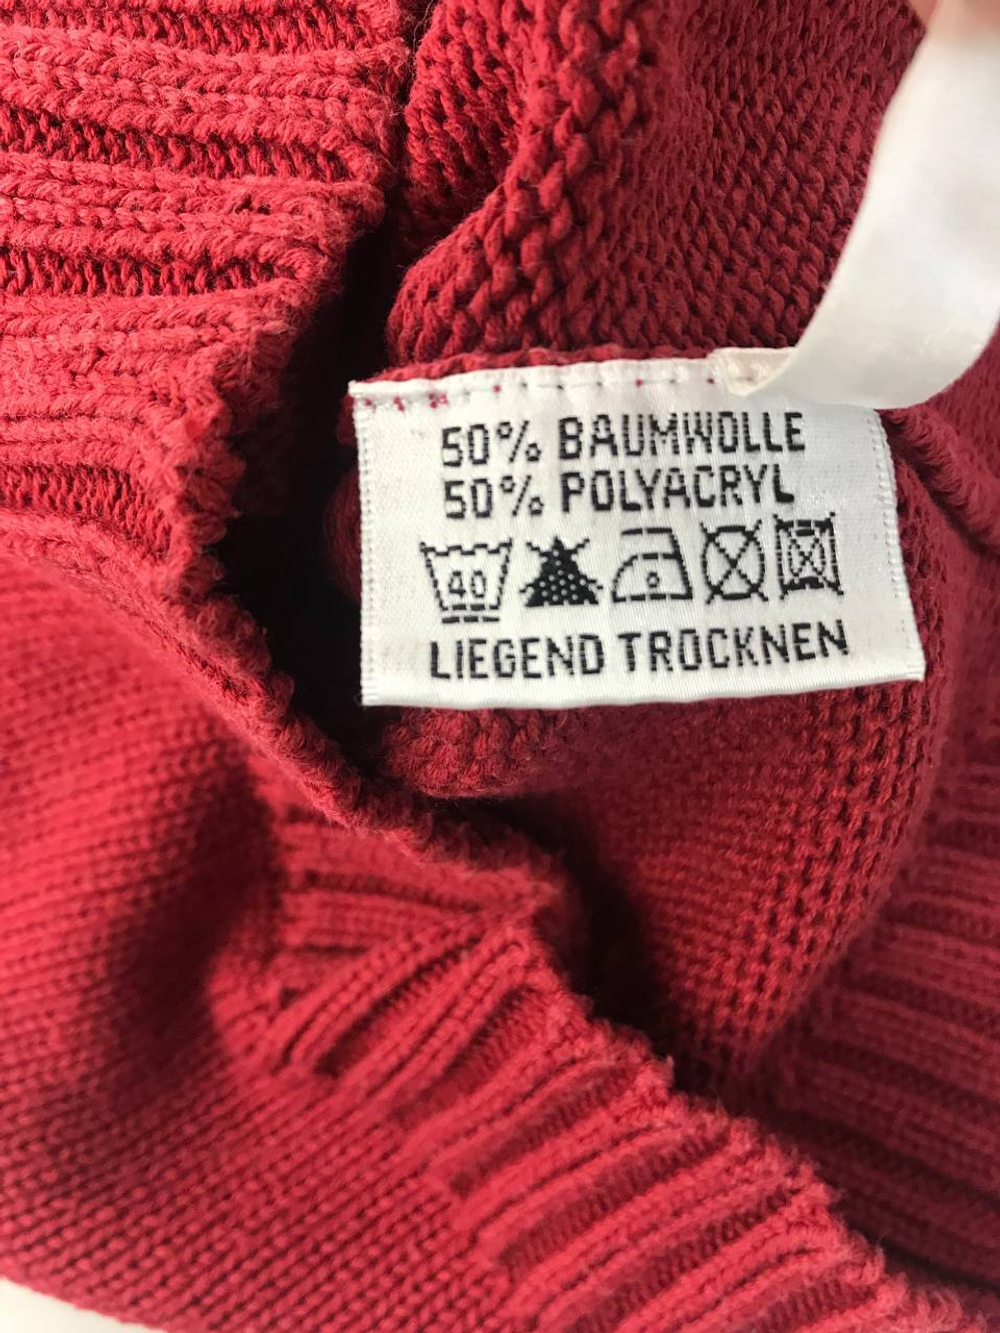 50% BAUMWOLLE
50% POLYACRYL
40
LIEGEND TROCKNEN